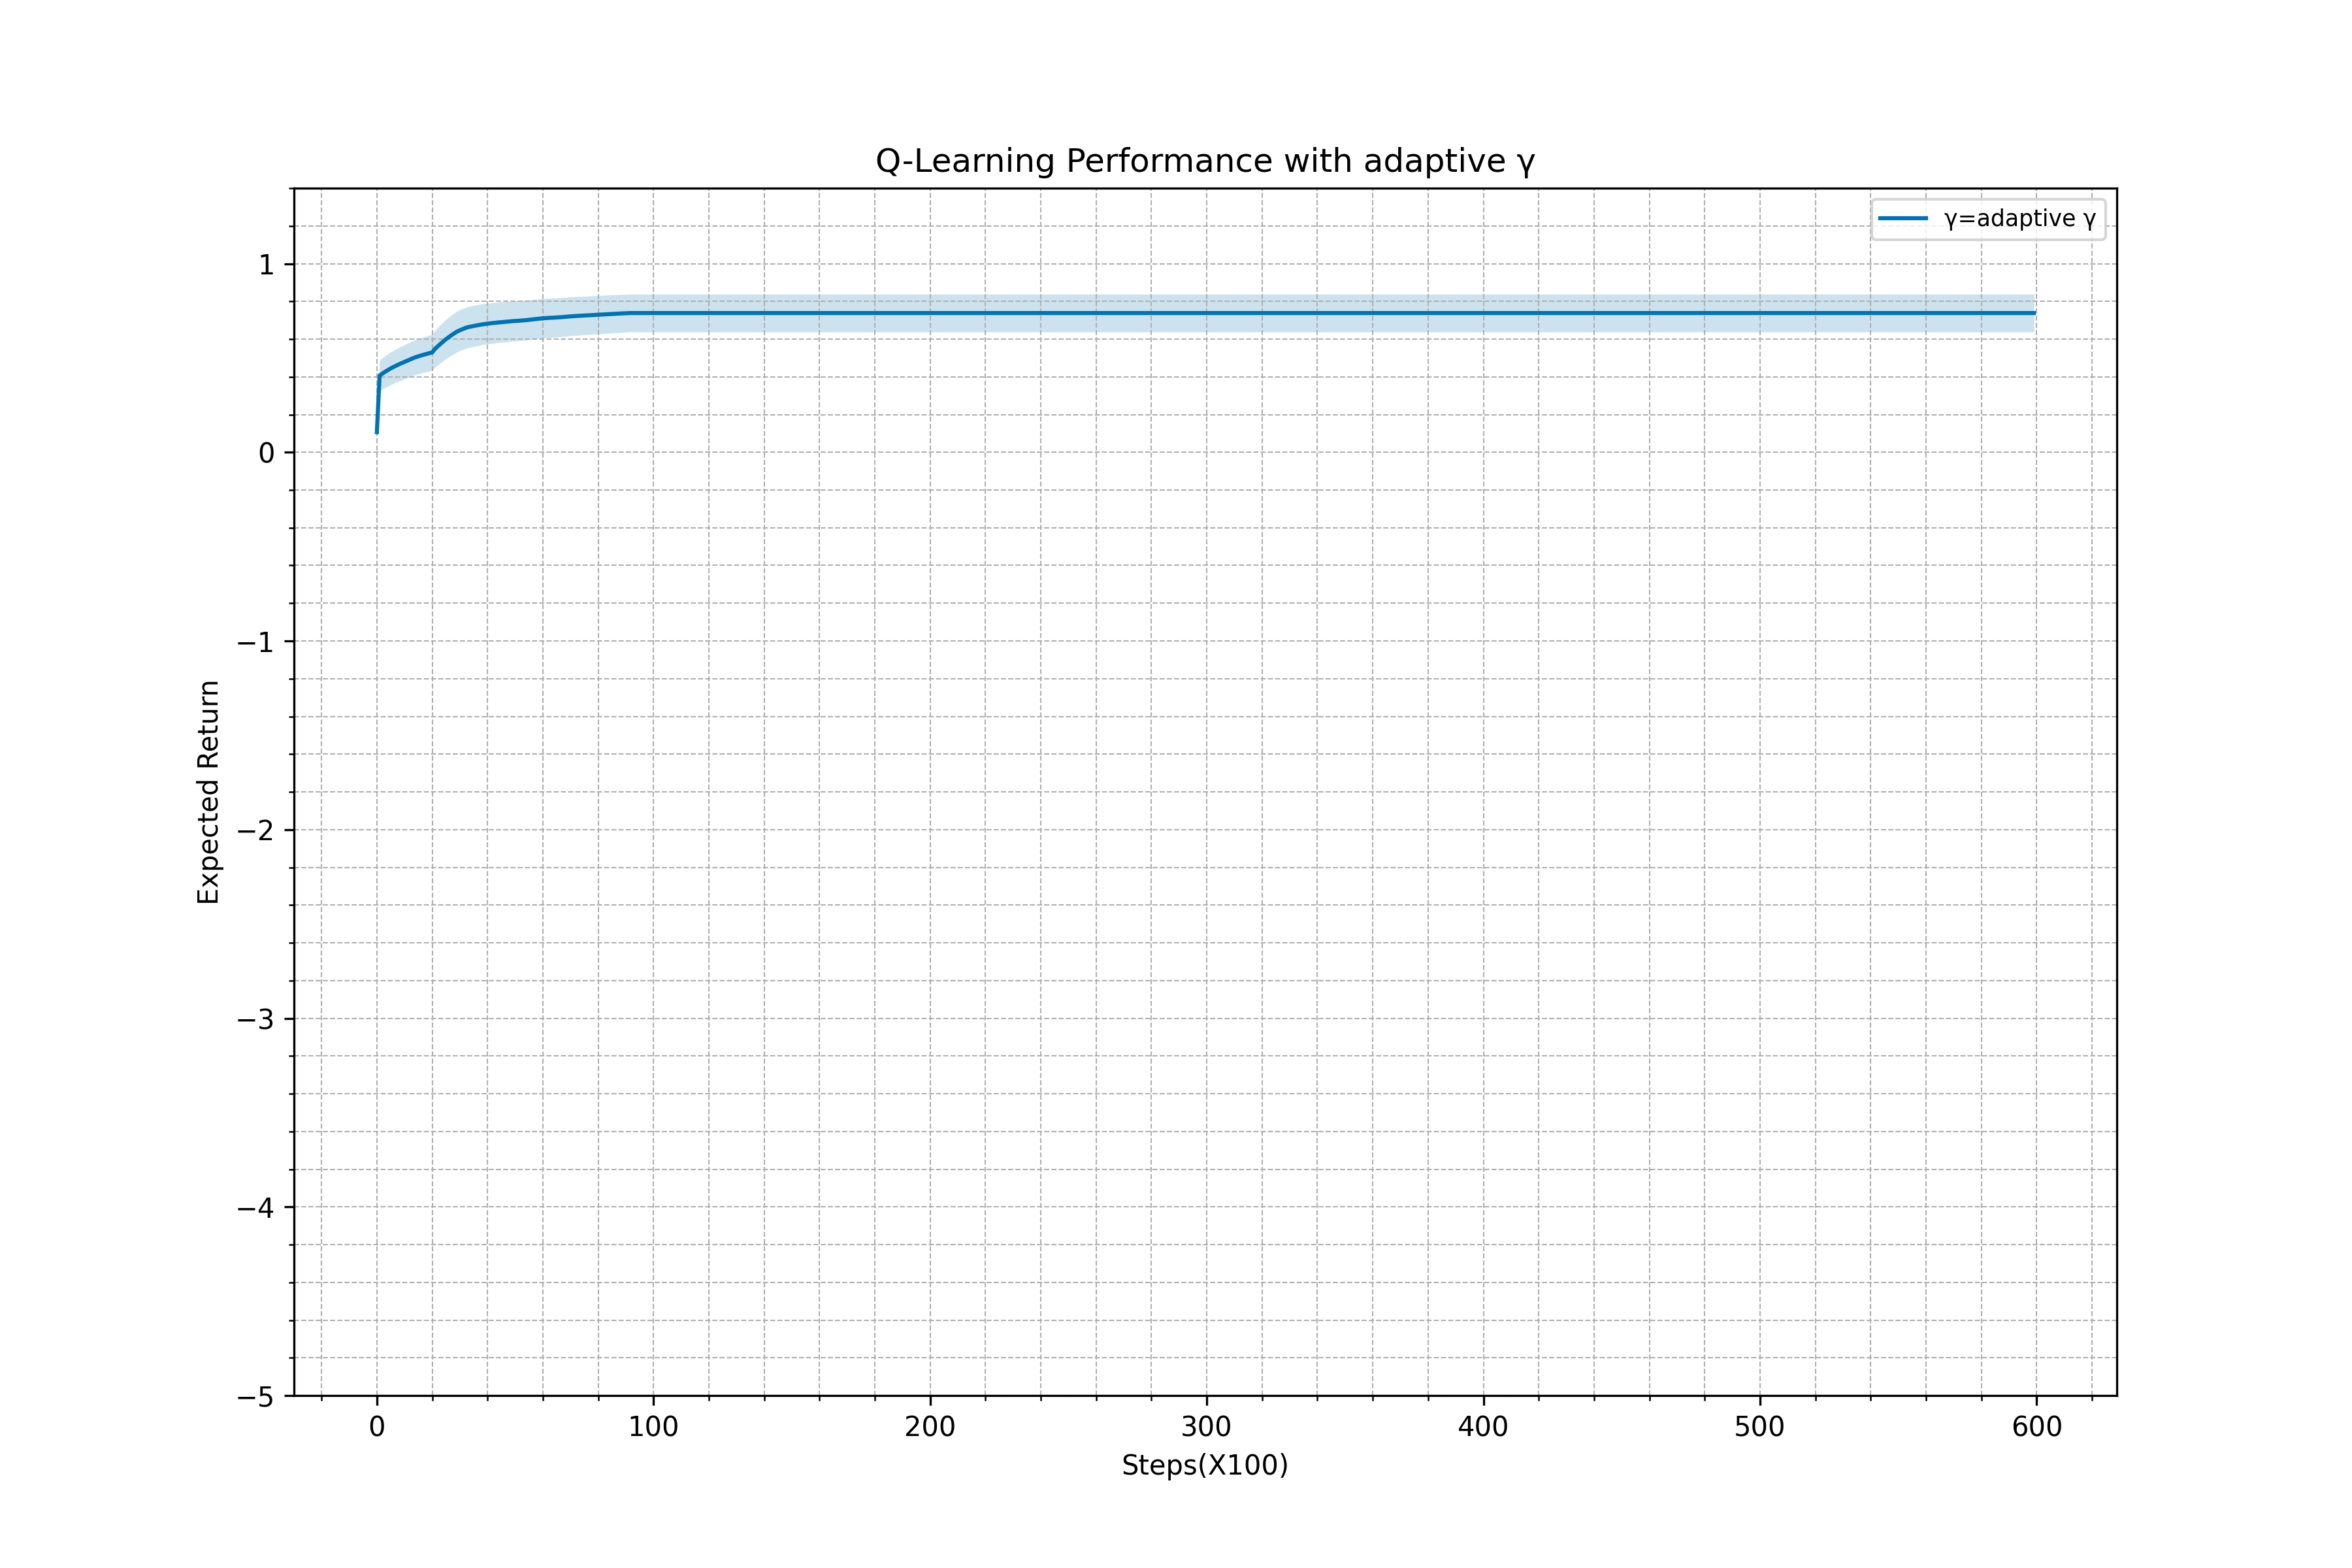 Q-Learning Performance with adaptive γ
γ=adaptive γ
1
0
−1
−2
−3
−4
−5
Expected Return
0 100 200 300 400 500 600
Steps(X100)